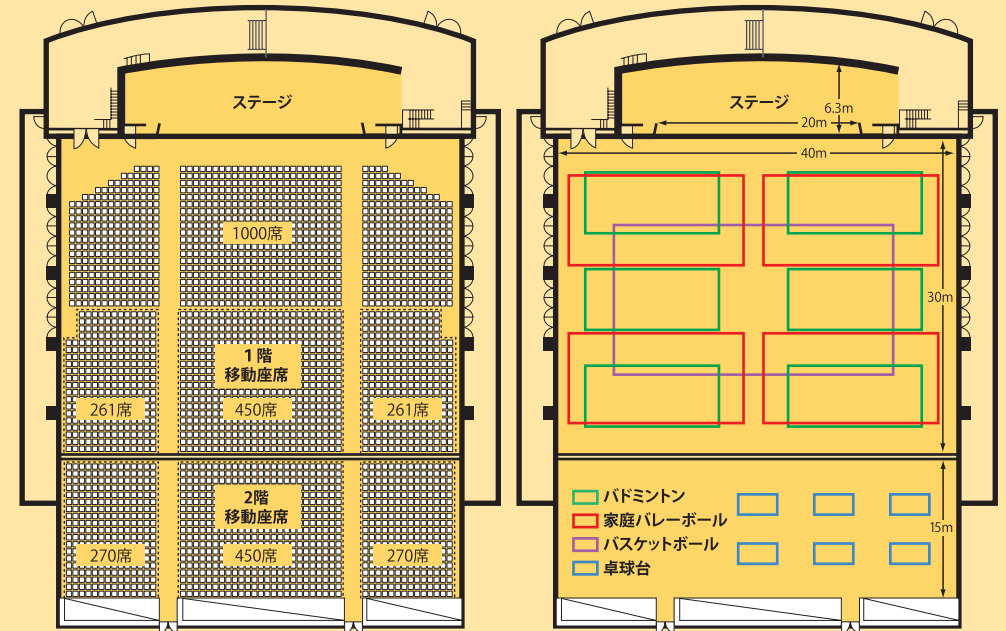 ステージ
1000席
1階
移動座席
261席
450席
261席
2階
移動座席
270席
450席
270席
ステージ
6.3m
20m
40m
30m
バドミントン
家庭バレーボール
バスケットボール
卓球台
15m